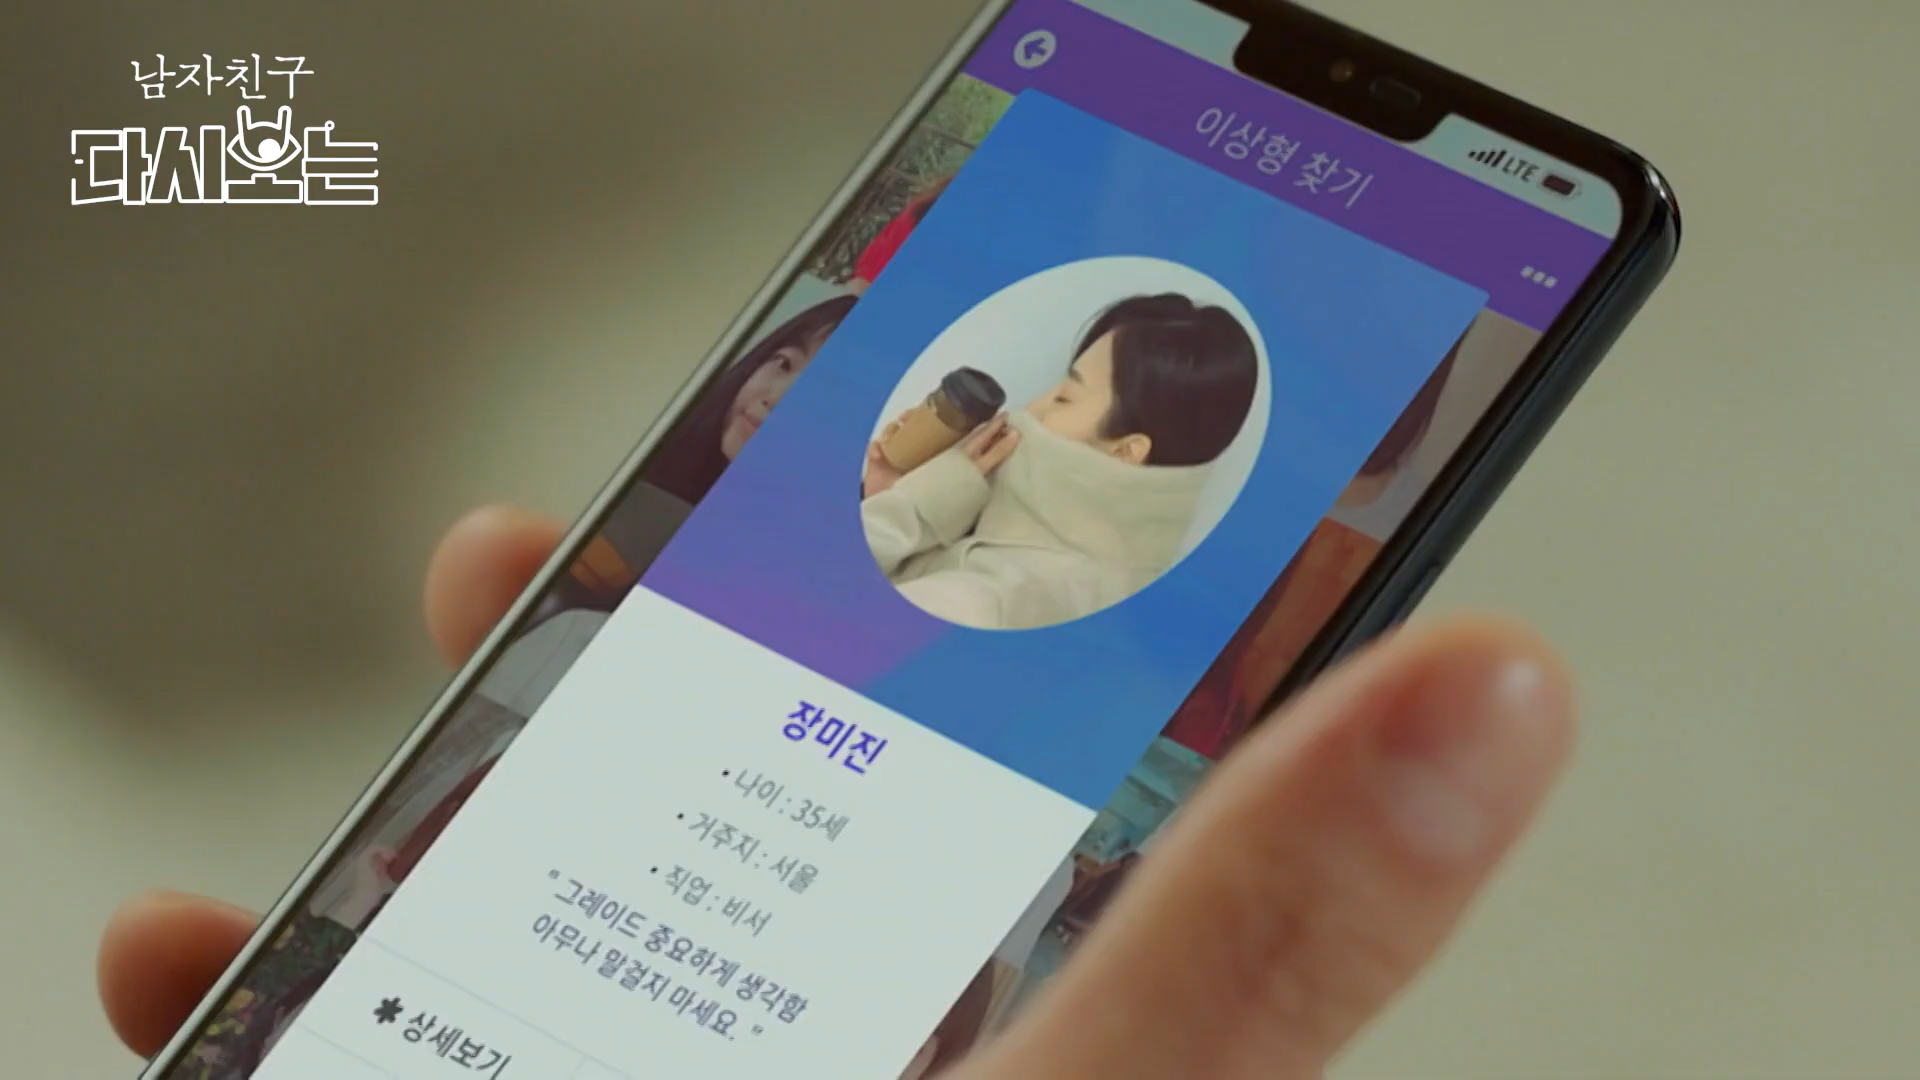 남자친구
다시보는
이상형 찾기
LTE
장미진
• 나이 : 35세
• 거주지 : 서울
• 직업 : 비서
" 그레이드 중요하게 생각함
아무나 말걸지 마세요. "
* 상세보기